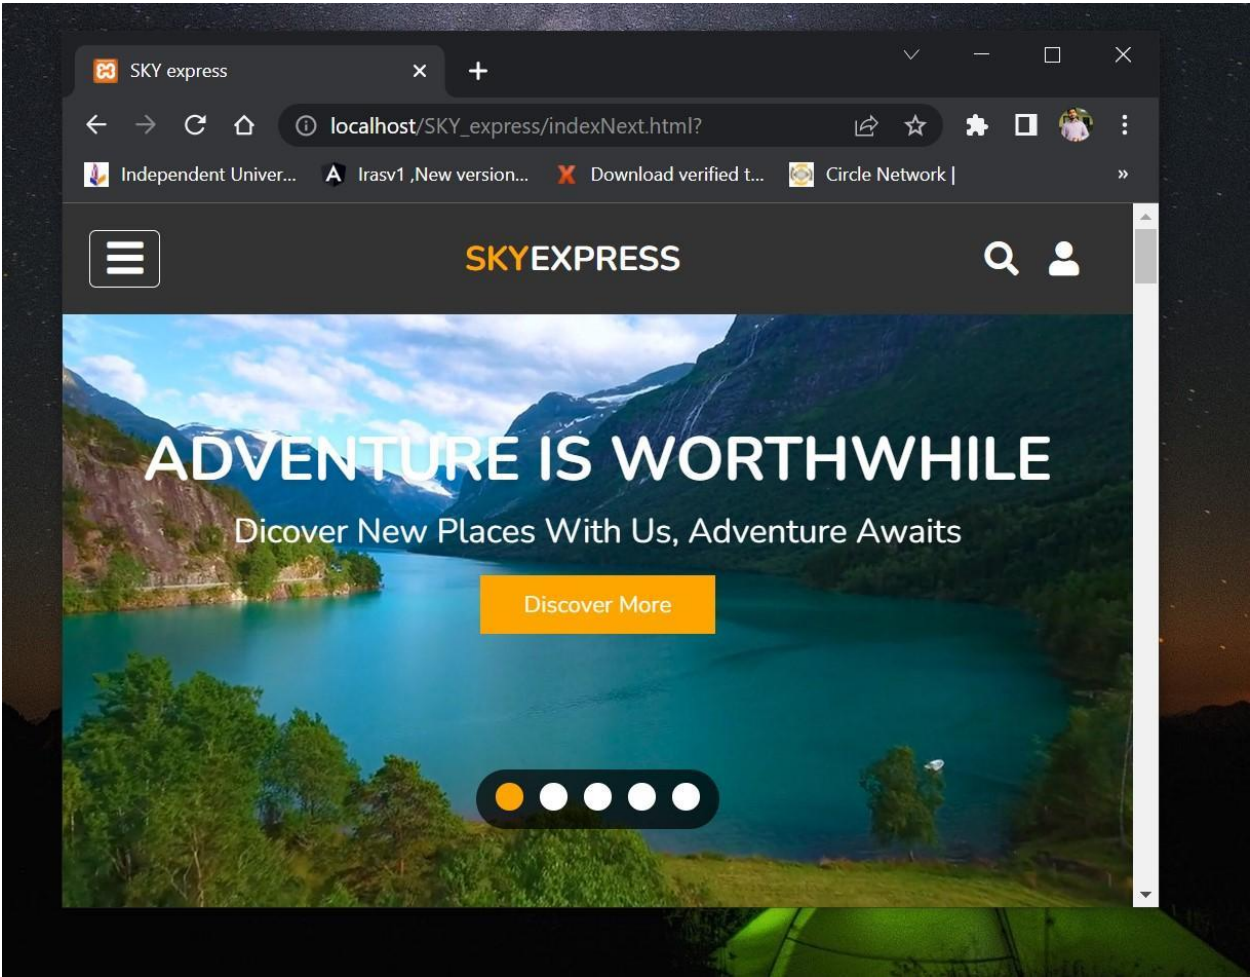 SKY express
localhost/SKY_express/indexNext.html?
Independent Univer... Irasv1 ,New version... Download verified t... Circle Network | »
SKYEXPRESS
ADVENTURE IS WORTHWHILE
Dicover New Places With Us, Adventure Awaits
Discover More